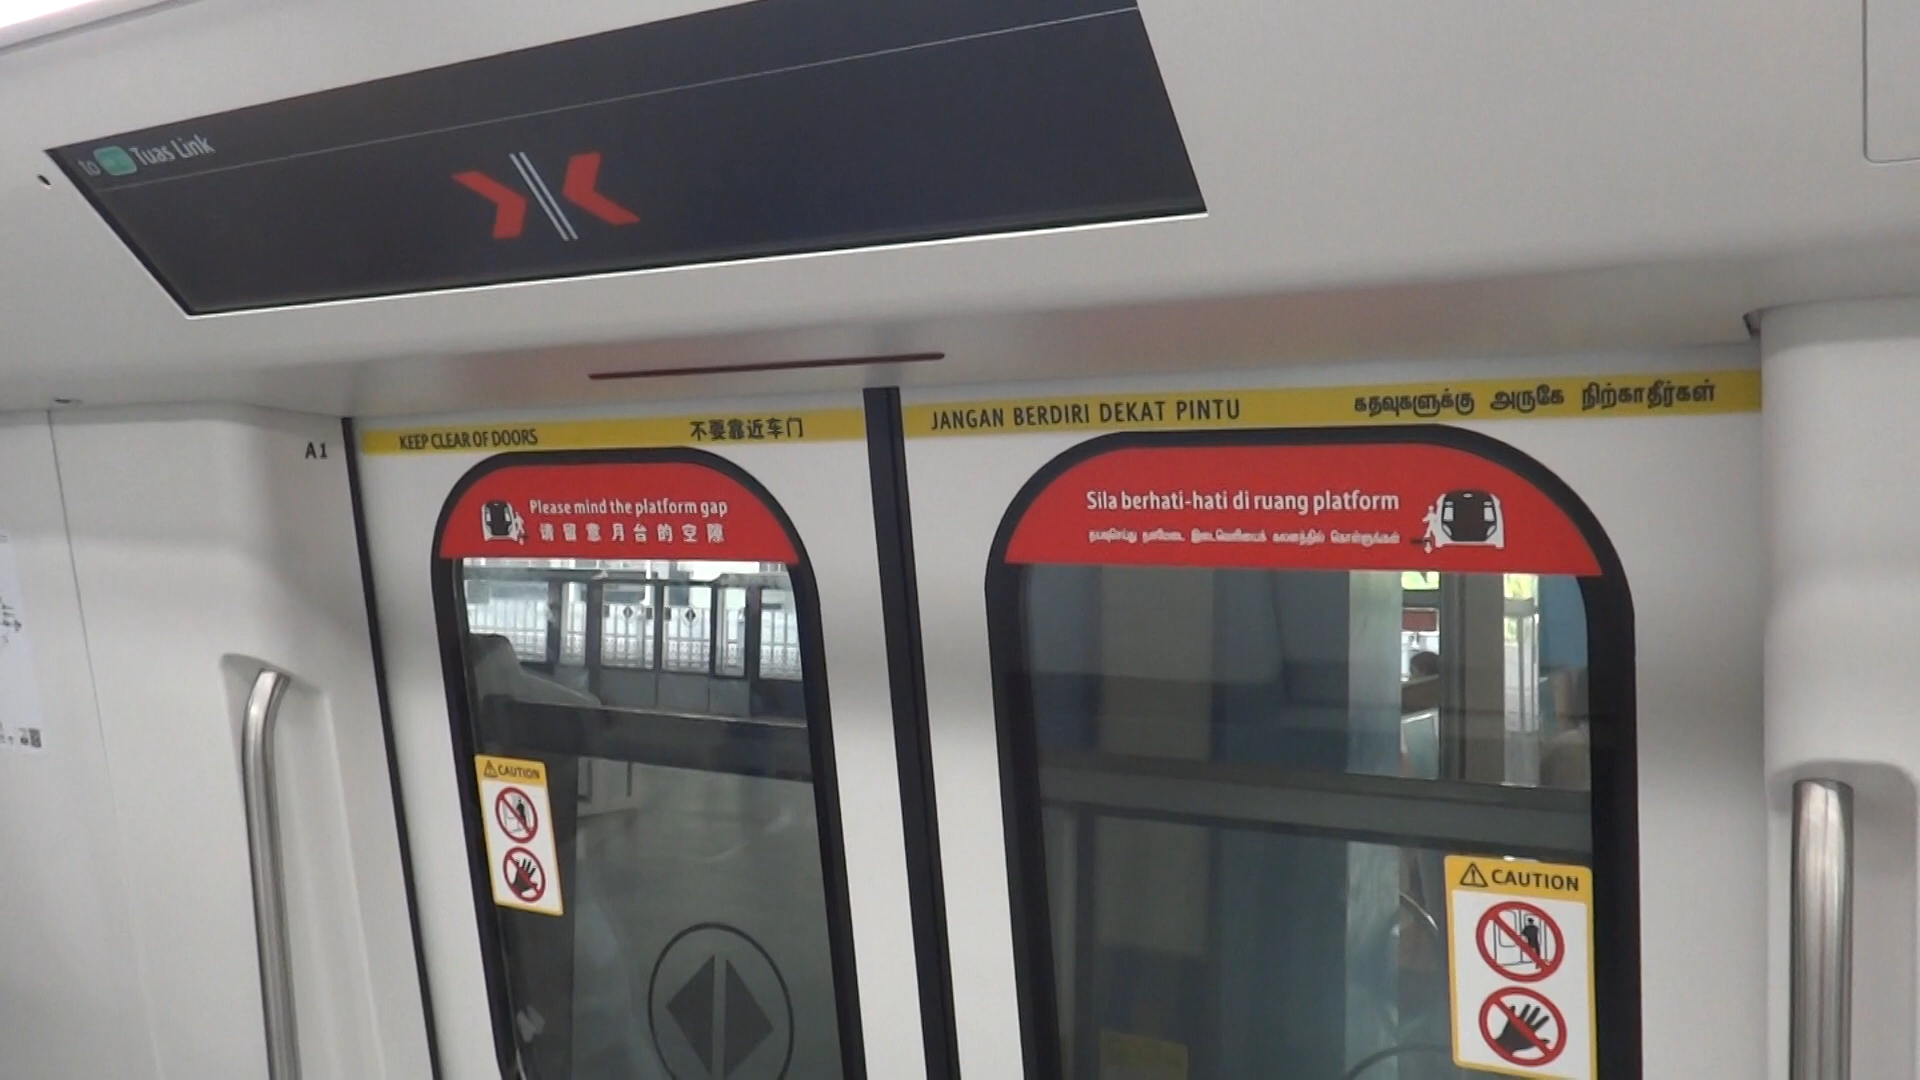 to Tuas Link
A1
KEEP CLEAR OF DOORS
不要靠近车门
JANGAN BERDIRI DEKAT PINTU
கதவுகளுக்கு அருகே நிற்காதீர்கள்
Please mind the platform gap
请留意月台的空隙
Sila berhati-hati di ruang platform
CAUTION
CAUTION